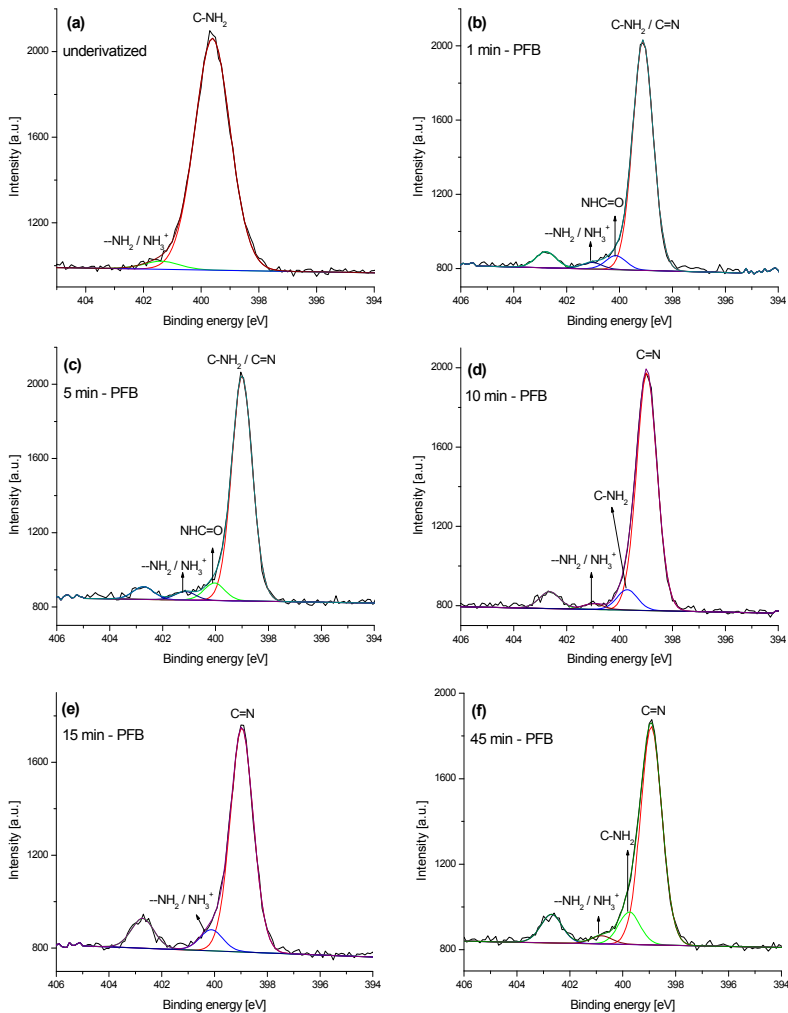 (a)
C-NH₂
underivatized
--NH₂ / NH₃⁺
Intensity [a.u.]
2000
1600
1200
404 402 400 398 396 394
Binding energy [eV]
(b)
C-NH₂ / C=N
1 min - PFB
NHC=O
--NH₂ / NH₃⁺
Intensity [a.u.]
2000
1600
1200
800
406 404 402 400 398 396 394
Binding energy [eV]
(c)
C-NH₂ / C=N
5 min - PFB
NHC=O
--NH₂ / NH₃⁺
Intensity [a.u.]
2000
1600
1200
800
406 404 402 400 398 396 394
Binding energy [eV]
(d)
C=N
10 min - PFB
C-NH₂
--NH₂ / NH₃⁺
Intensity [a.u.]
2000
1600
1200
800
406 404 402 400 398 396 394
Binding energy [eV]
(e)
C=N
15 min - PFB
--NH₂ / NH₃⁺
Intensity [a.u.]
1600
1200
800
406 404 402 400 398 396 394
Binding energy [eV]
(f)
C=N
45 min - PFB
C-NH₂
--NH₂ / NH₃⁺
Intensity [a.u.]
2000
1600
1200
800
406 404 402 400 398 396 394
Binding energy [eV]